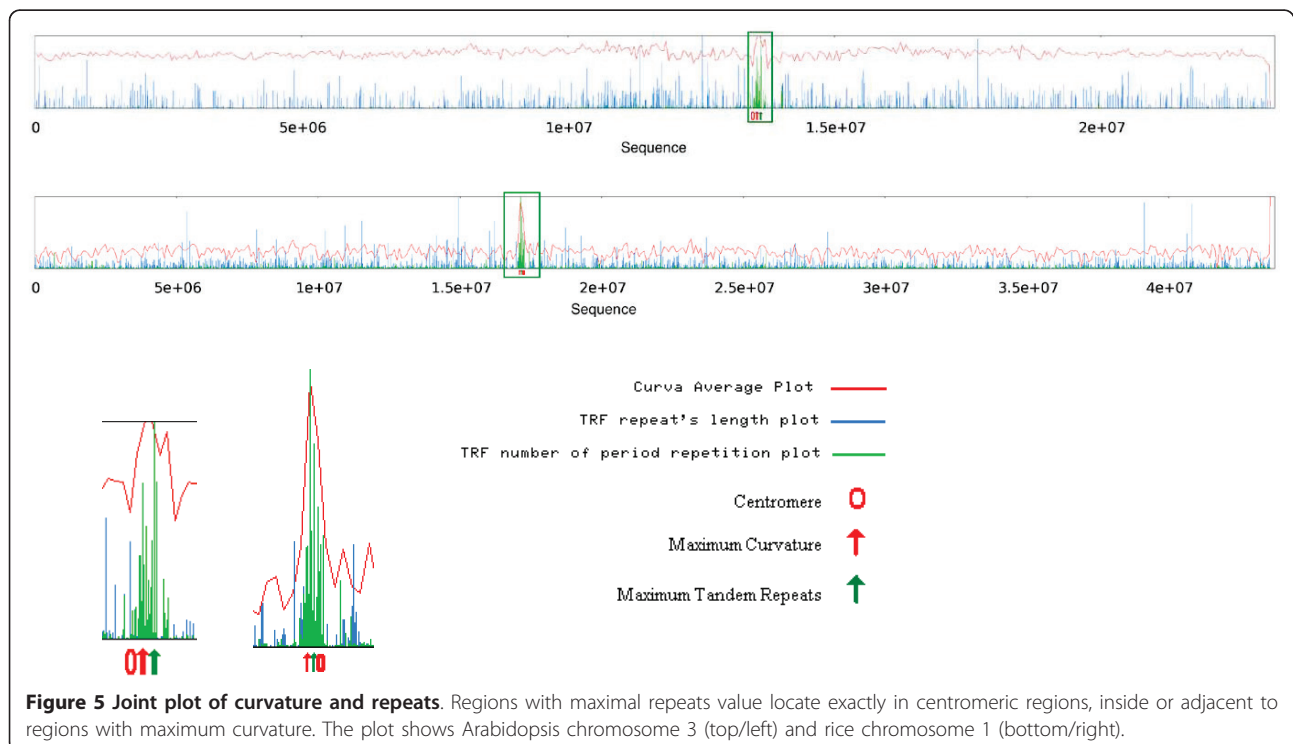 0 5e+06 1e+07 1.5e+07 2e+07
Sequence
0 5e+06 1e+07 1.5e+07 2e+07 2.5e+07 3e+07 3.5e+07 4e+07
Sequence
Curva Average Plot
TRF repeat's length plot
TRF number of period repetition plot
Centromere 0
Maximum Curvature
Maximum Tandem Repeats
Figure 5 Joint plot of curvature and repeats. Regions with maximal repeats value locate exactly in centromeric regions, inside or adjacent to
regions with maximum curvature. The plot shows Arabidopsis chromosome 3 (top/left) and rice chromosome 1 (bottom/right).